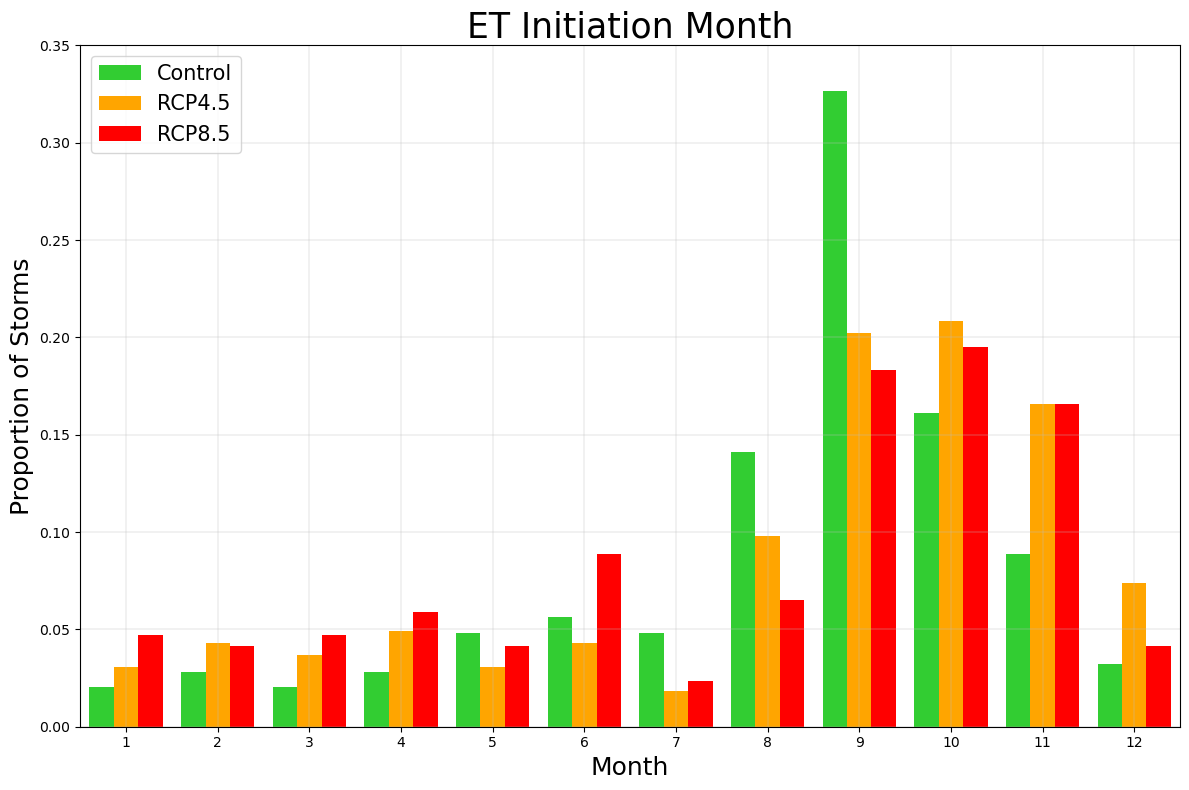 ET Initiation Month
0.35
0.30
0.25
0.20
0.15
0.10
0.05
0.00
Proportion of Storms
Control
RCP4.5
RCP8.5
1 2 3 4 5 6 7 8 9 10 11 12
Month